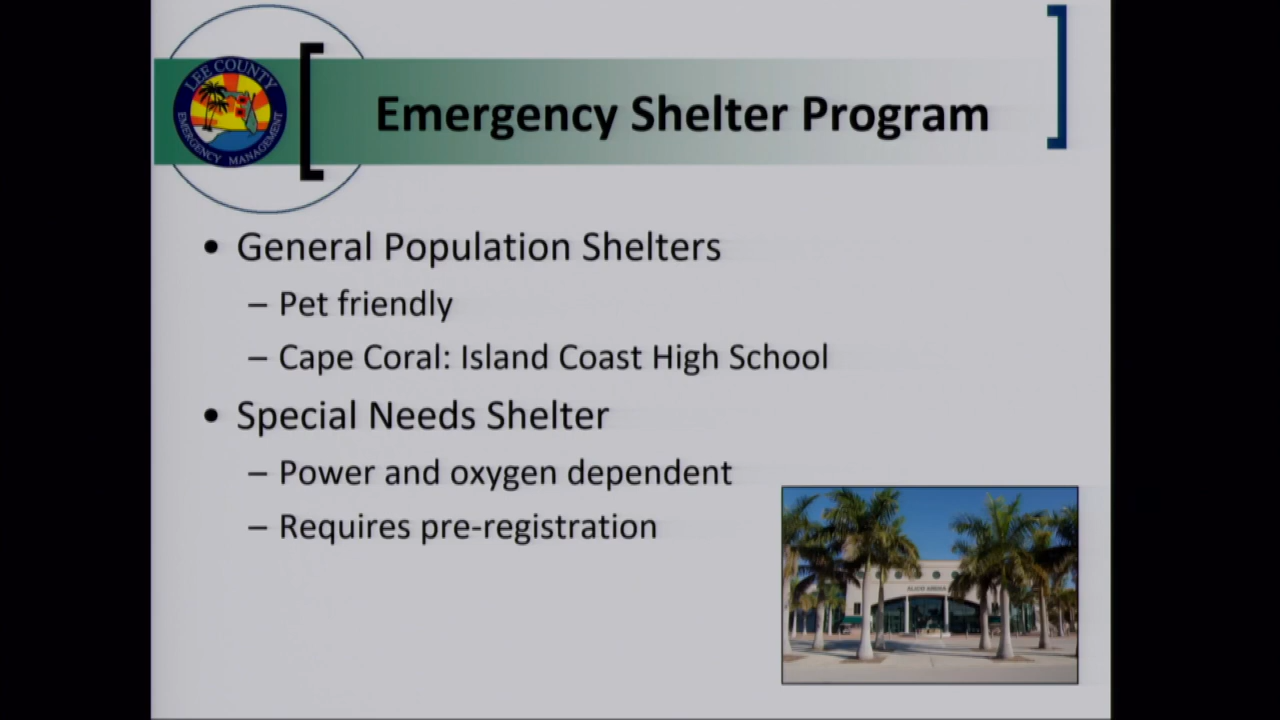 LEE COUNTY
EMERGENCY MANAGEMENT
Emergency Shelter Program
• General Population Shelters
– Pet friendly
– Cape Coral: Island Coast High School
• Special Needs Shelter
– Power and oxygen dependent
– Requires pre-registration